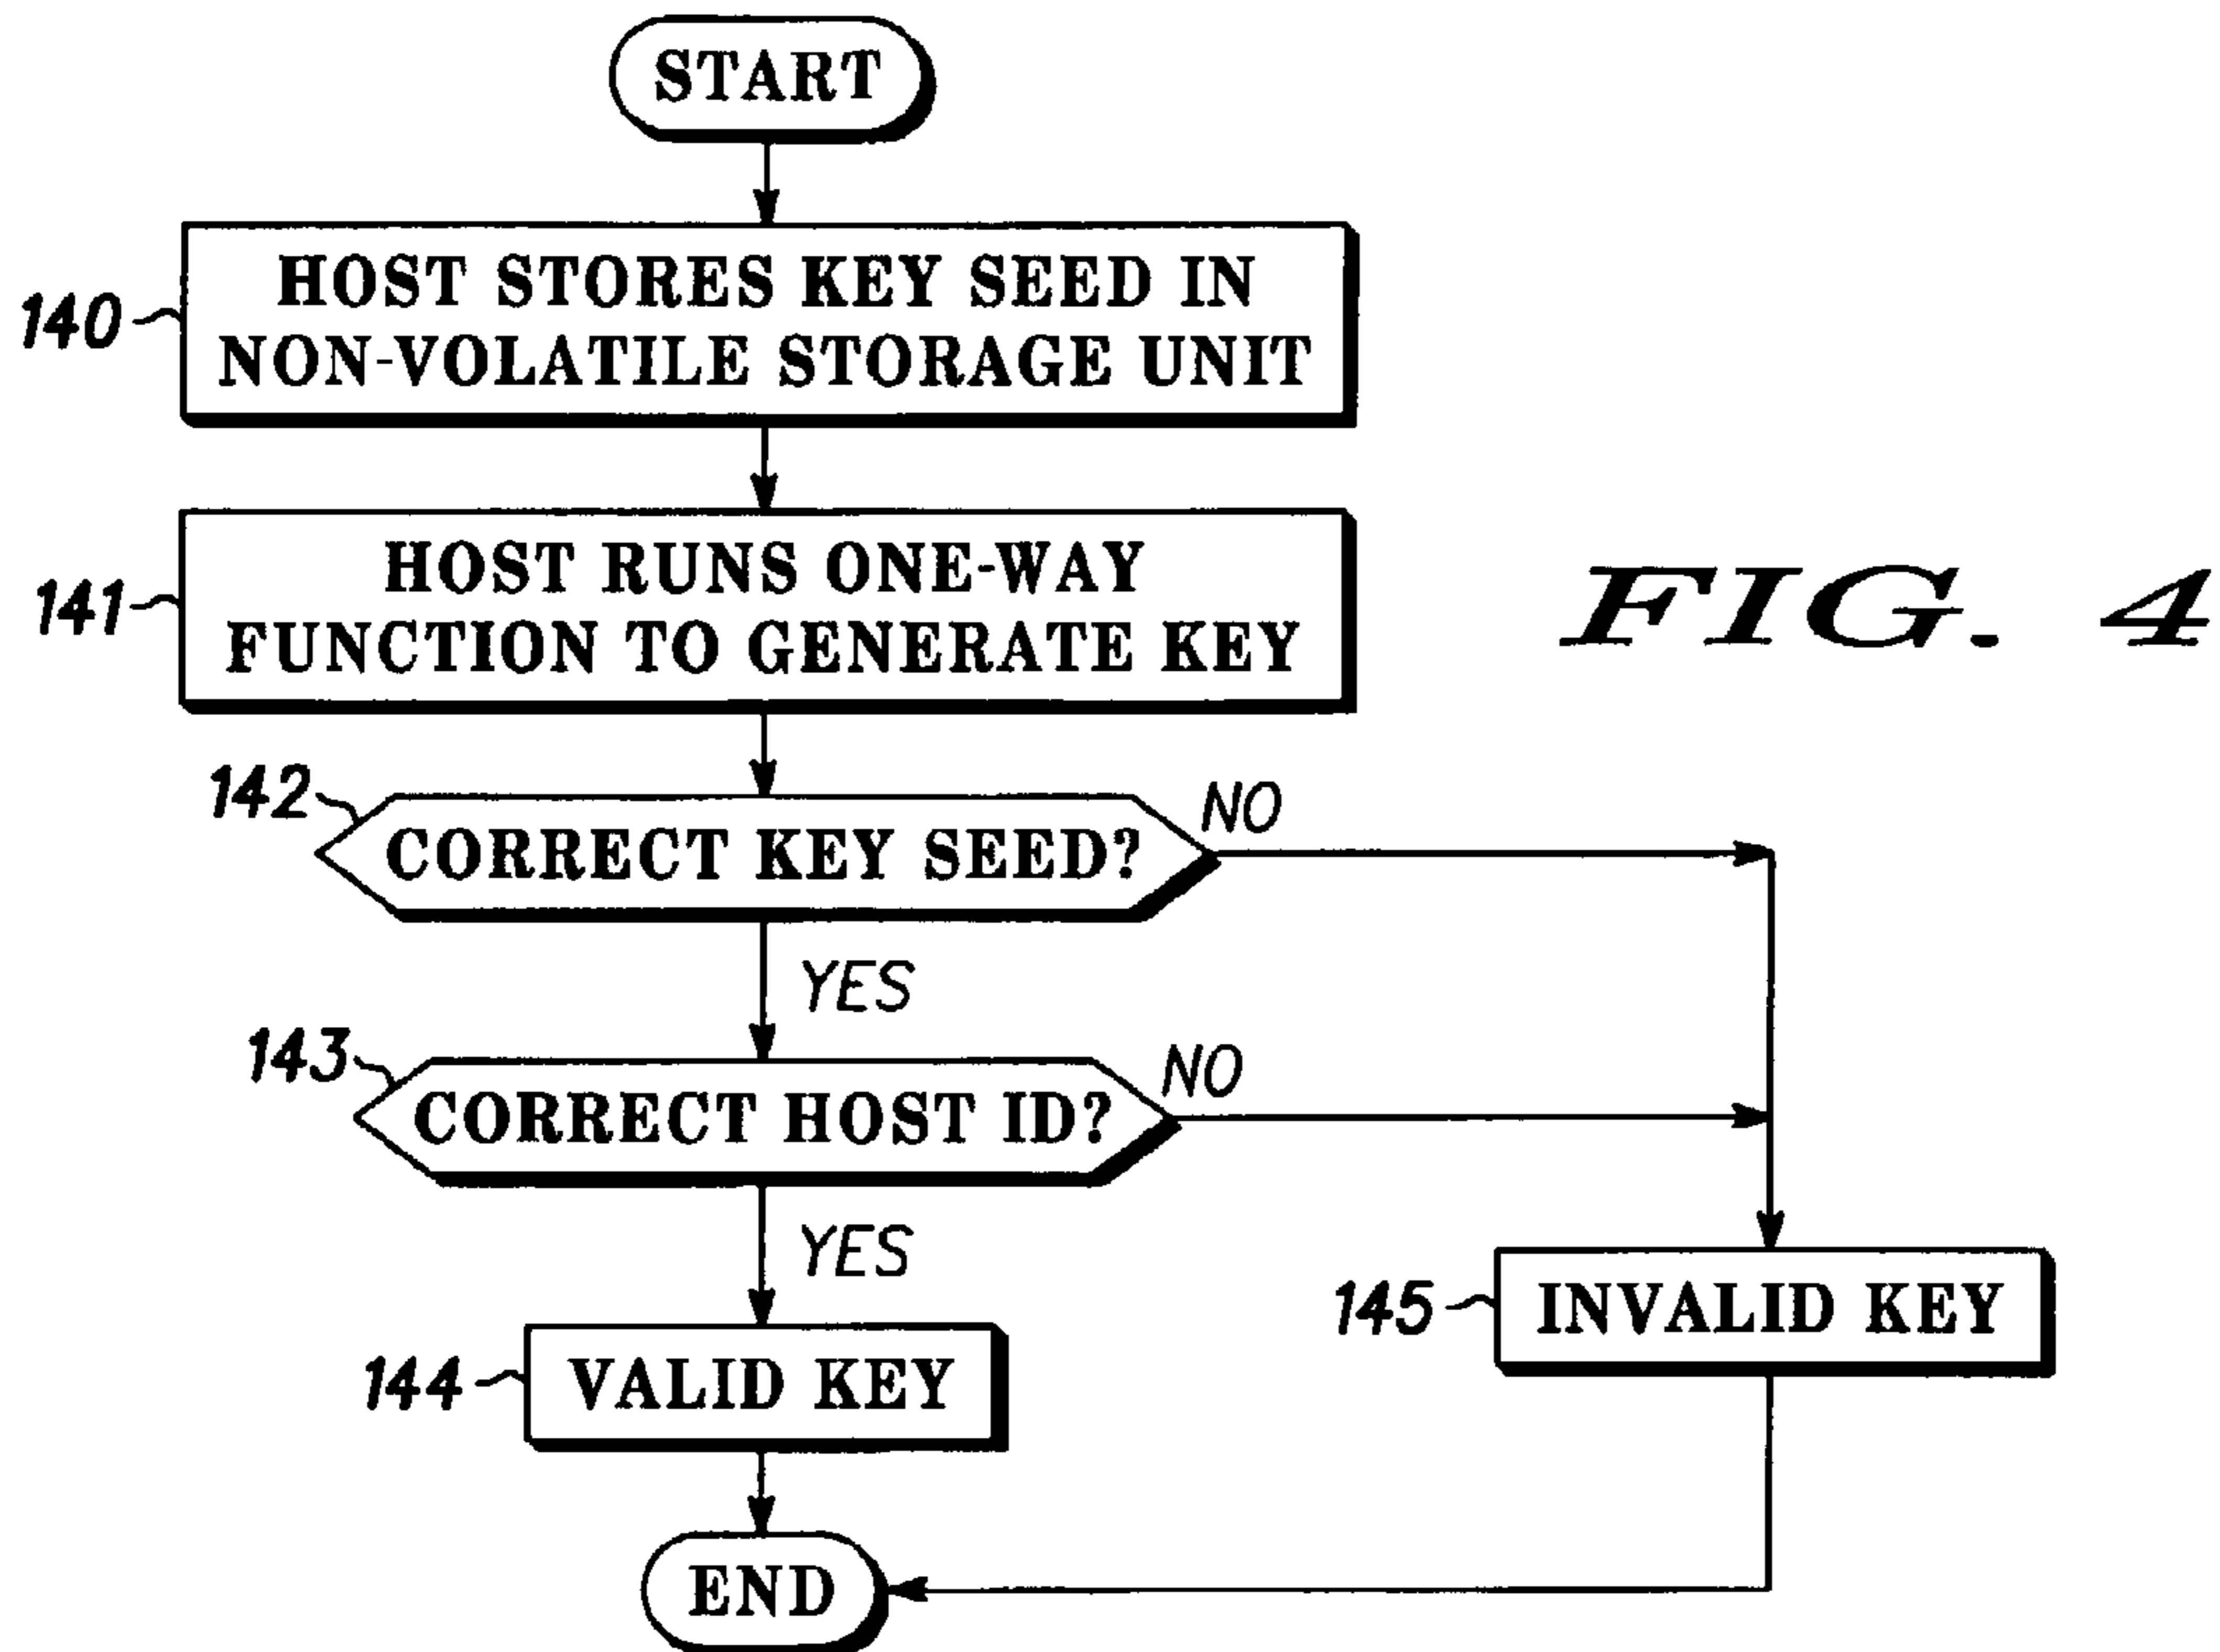 START
140
HOST STORES KEY SEED IN
NON-VOLATILE STORAGE UNIT
141
HOST RUNS ONE-WAY
FUNCTION TO GENERATE KEY
FIG. 4
142
CORRECT KEY SEED?
NO
YES
143
CORRECT HOST ID?
NO
YES
145
INVALID KEY
144
VALID KEY
END